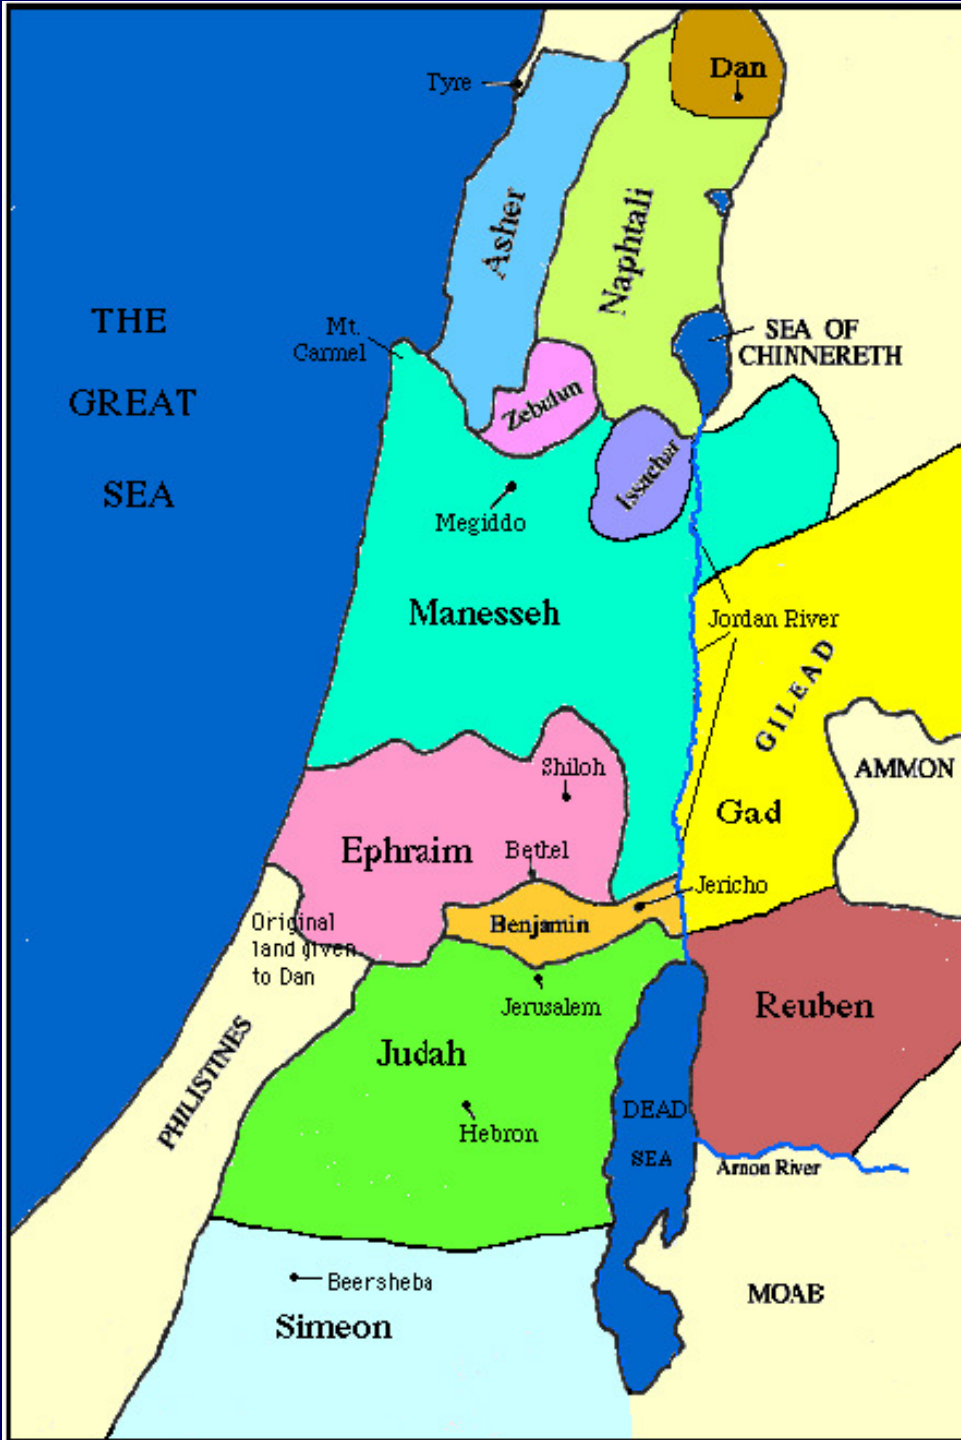 Dan
Tyre
Asher
Naphtali
THE
GREAT
SEA
Mt.
Carmel
SEA OF
CHINNERETH
Zebulun
Issachar
Megiddo
Manesseh
Jordan River
GILEAD
Shiloh
AMMON
Gad
Ephraim
Bethel
Jericho
Original
land given
to Dan
Benjamin
Jerusalem
Reuben
PHILISTINES
Judah
Hebron
DEAD
SEA
Arnon River
Beersheba
MOAB
Simeon